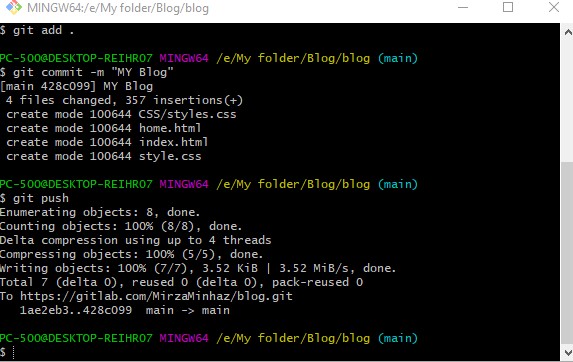 MINGW64:/e/My folder/Blog/blog
$ git add .
PC-500@DESKTOP-REIHRO7 MINGW64 /e/My folder/Blog/blog (main)
$ git commit -m "MY Blog"
[main 428c099] MY Blog
4 files changed, 357 insertions(+)
create mode 100644 CSS/styles.css
create mode 100644 home.html
create mode 100644 index.html
create mode 100644 style.css
PC-500@DESKTOP-REIHRO7 MINGW64 /e/My folder/Blog/blog (main)
$ git push
Enumerating objects: 8, done.
Counting objects: 100% (8/8), done.
Delta compression using up to 4 threads
Compressing objects: 100% (5/5), done.
Writing objects: 100% (7/7), 3.52 KiB | 3.52 MiB/s, done.
Total 7 (delta 0), reused 0 (delta 0), pack-reused 0
To https://gitlab.com/MirzaMinhaz/blog.git
1ae2eb3..428c099  main -> main
PC-500@DESKTOP-REIHRO7 MINGW64 /e/My folder/Blog/blog (main)
$